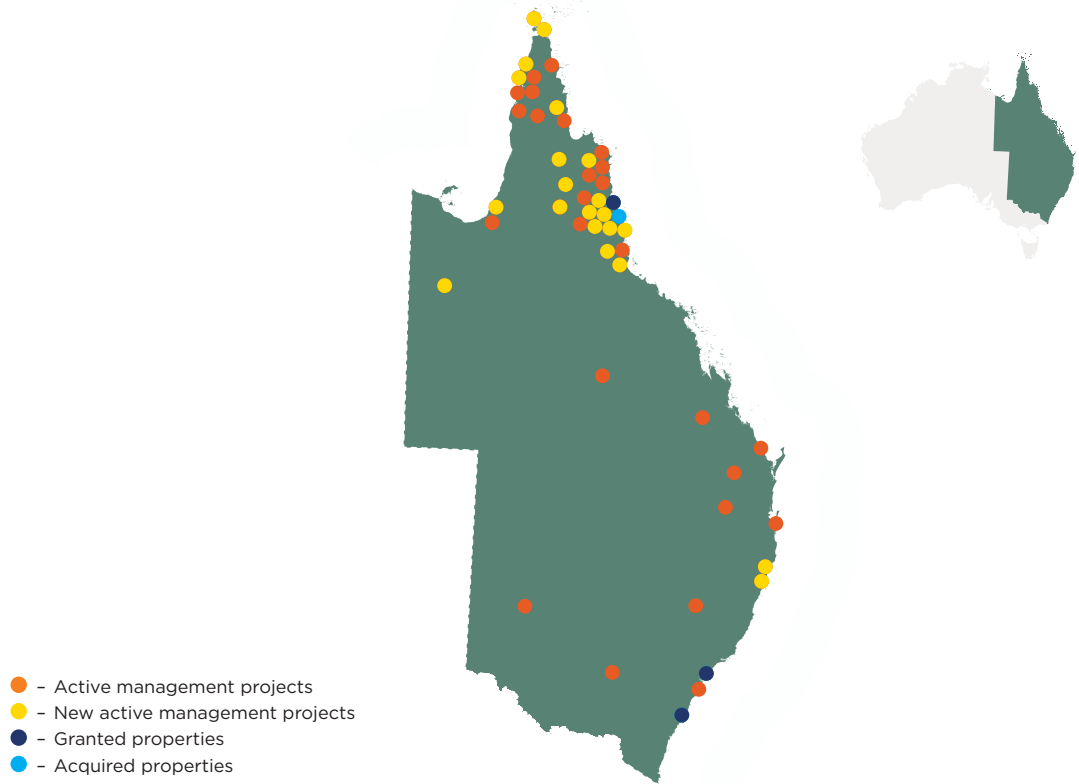 – Active management projects
– New active management projects
– Granted properties
– Acquired properties